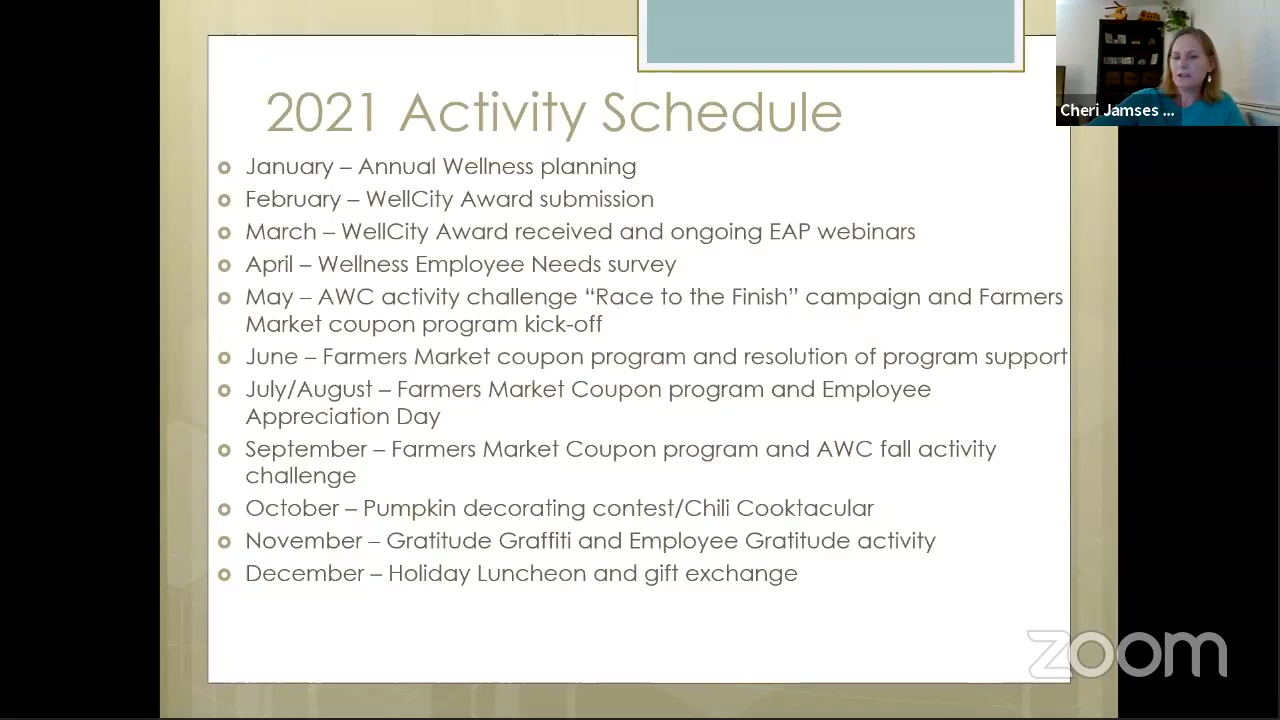 2021 Activity Schedule
January – Annual Wellness planning
February – WellCity Award submission
March – WellCity Award received and ongoing EAP webinars
April – Wellness Employee Needs survey
May – AWC activity challenge “Race to the Finish” campaign and Farmers
Market coupon program kick-off
June – Farmers Market coupon program and resolution of program support
July/August – Farmers Market Coupon program and Employee
Appreciation Day
September – Farmers Market Coupon program and AWC fall activity
challenge
October – Pumpkin decorating contest/Chili Cooktacular
November – Gratitude Graffiti and Employee Gratitude activity
December – Holiday Luncheon and gift exchange
Cheri Jamses ...
zoom